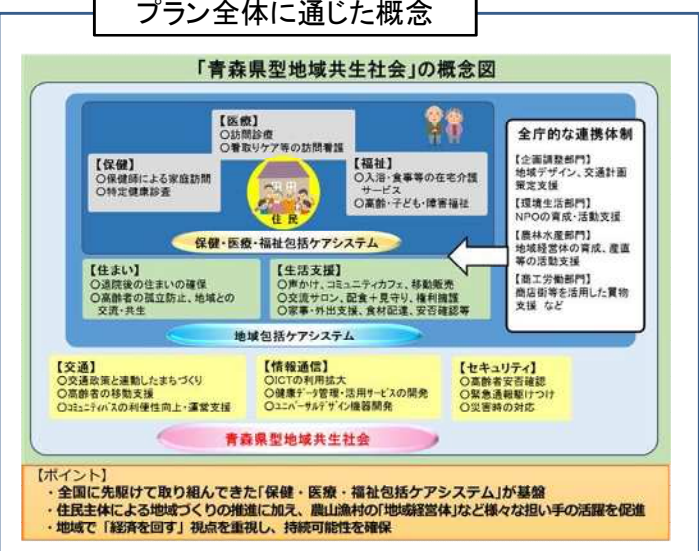 プラン全体に通じた概念
「青森県型地域共生社会」の概念図
【医療】
○訪問診療
○看取りケア等の訪問看護
【保健】
○保健師による家庭訪問
○特定健康診査
【福祉】
○入浴・食事等の在宅介護
サービス
○高齢・子ども・障害福祉
住民
保健・医療・福祉包括ケアシステム
【住まい】
○退院後の住まいの確保
○高齢者の孤立防止、地域との
交流・共生
【生活支援】
○声かけ、コミュニティカフェ、移動販売
○交流サロン、配食+見守り、権利擁護
○家事・外出支援、食材配達、安否確認等
地域包括ケアシステム
【交通】
○交通政策と連動したまちづくり
○高齢者の移動支援
○コミュニティバスの利便性向上・運営支援
【情報通信】
○ICTの利用拡大
○健康データ管理・活用サービスの開発
○ユニバーサルデザイン機器開発
【セキュリティ】
○高齢者安否確認
○緊急通報駆けつけ
○災害時の対応
青森県型地域共生社会
全庁的な連携体制
【企画調整部門】
地域デザイン、交通計画
策定支援
【環境生活部門】
NPOの育成・活動支援
【農林水産部門】
地域経営体の育成、産直
等の活動支援
【商工労働部門】
商店街等を活用した買物
支援 など
【ポイント】
・全国に先駆けて取り組んできた「保健・医療・福祉包括ケアシステム」が基盤
・住民主体による地域づくりの推進に加え、農山漁村の「地域経営体」など様々な担い手の活躍を促進
・地域で「経済を回す」視点を重視し、持続可能性を確保